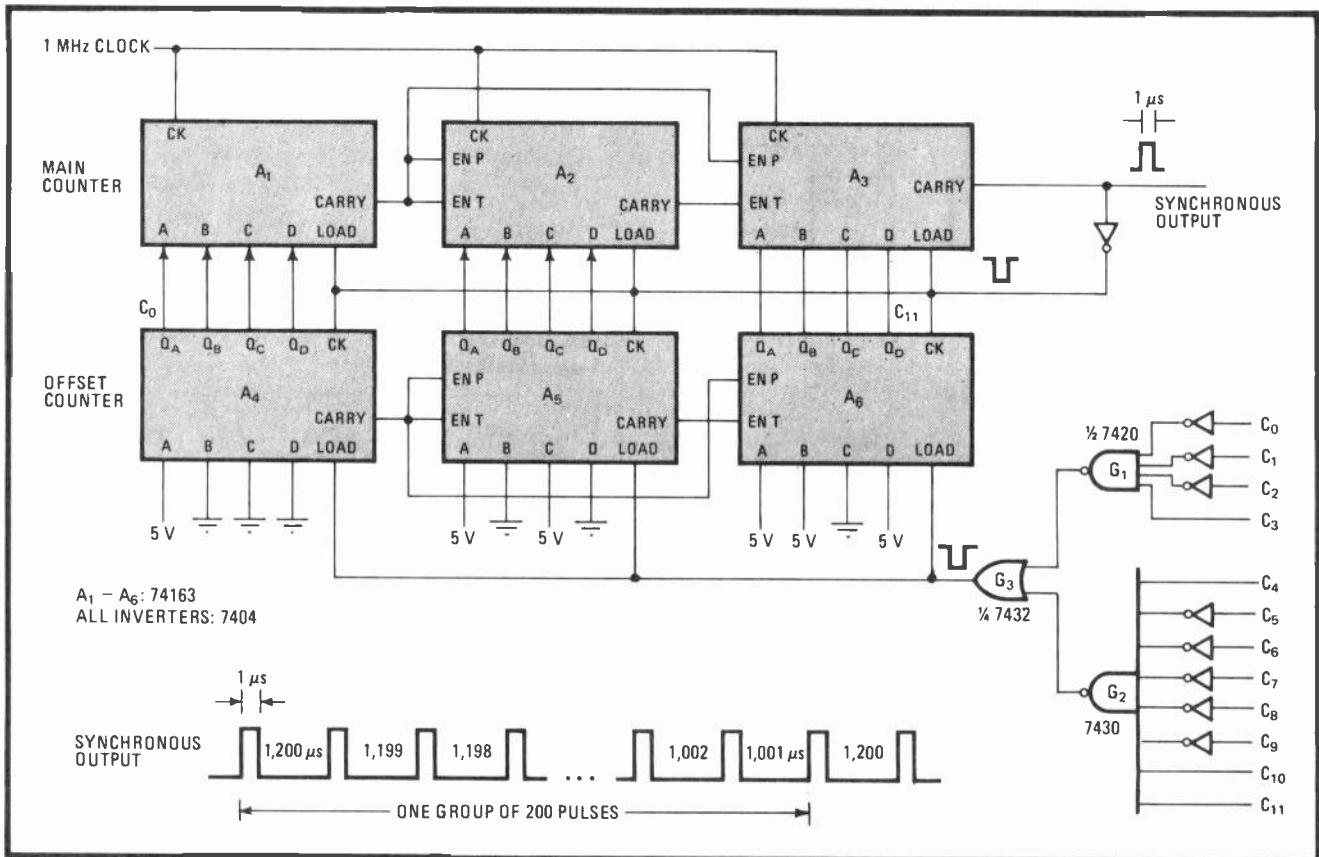 1 MHz CLOCK
1 μs
MAIN COUNTER
CK
A1
CARRY
A B C D LOAD
CK
EN P
A2
EN T
CARRY
A B C D LOAD
CK
EN P
A3
CARRY
EN T
A B C D LOAD
SYNCHRONOUS OUTPUT
C0
C11
OFFSET COUNTER
QA QB QC QD CK
A4
CARRY
A B C D LOAD
QA QB QC QD CK
EN P
A5
EN T
CARRY
A B C D LOAD
QA QB QC QD CK
EN P
A6
EN T
A B C D LOAD
5 V
5 V
5 V
5 V
5 V
5 V
½ 7420
G1
C0
C1
C2
C3
G3
¼ 7432
G2
7430
C4
C5
C6
C7
C8
C9
C10
C11
A1 – A6: 74163
ALL INVERTERS: 7404
1 μs
SYNCHRONOUS OUTPUT
1,200 μs 1,199 1,198 ... 1,002 1,001 μs 1,200
ONE GROUP OF 200 PULSES